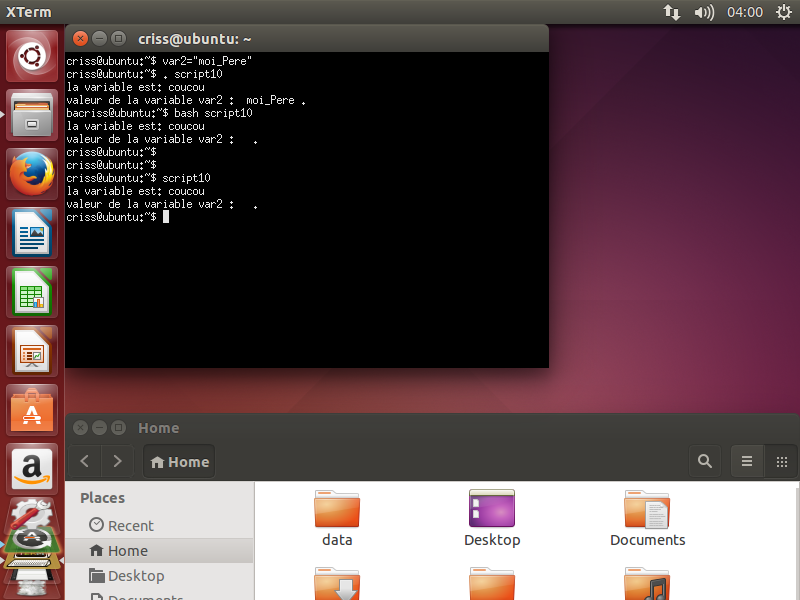 XTerm
04:00
criss@ubuntu: ~
criss@ubuntu:~$ var2="moi_Pere"
criss@ubuntu:~$ . script10
la variable est: coucou
valeur de la variable var2 :  moi_Pere .
bacriss@ubuntu:~$ bash script10
la variable est: coucou
valeur de la variable var2 :   .
criss@ubuntu:~$
criss@ubuntu:~$
criss@ubuntu:~$ script10
la variable est: coucou
valeur de la variable var2 :   .
criss@ubuntu:~$
Home
Home
Places
Recent
Home
Desktop
Documents
data
Desktop
Documents